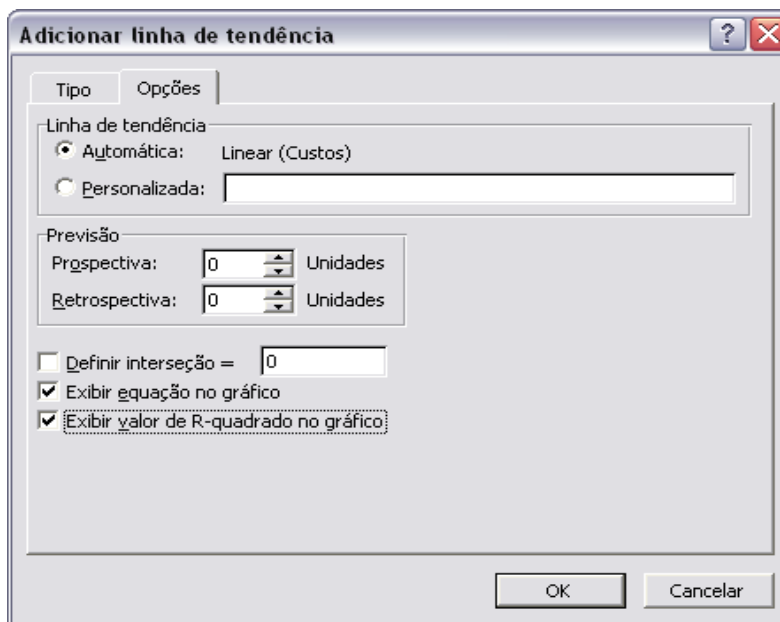 Adicionar linha de tendência
Tipo
Opções
Linha de tendência
Automática: Linear (Custos)
Personalizada:
Previsão
Prospectiva: 0 Unidades
Retrospectiva: 0 Unidades
Definir interseção = 0
Exibir equação no gráfico
Exibir valor de R-quadrado no gráfico
OK
Cancelar